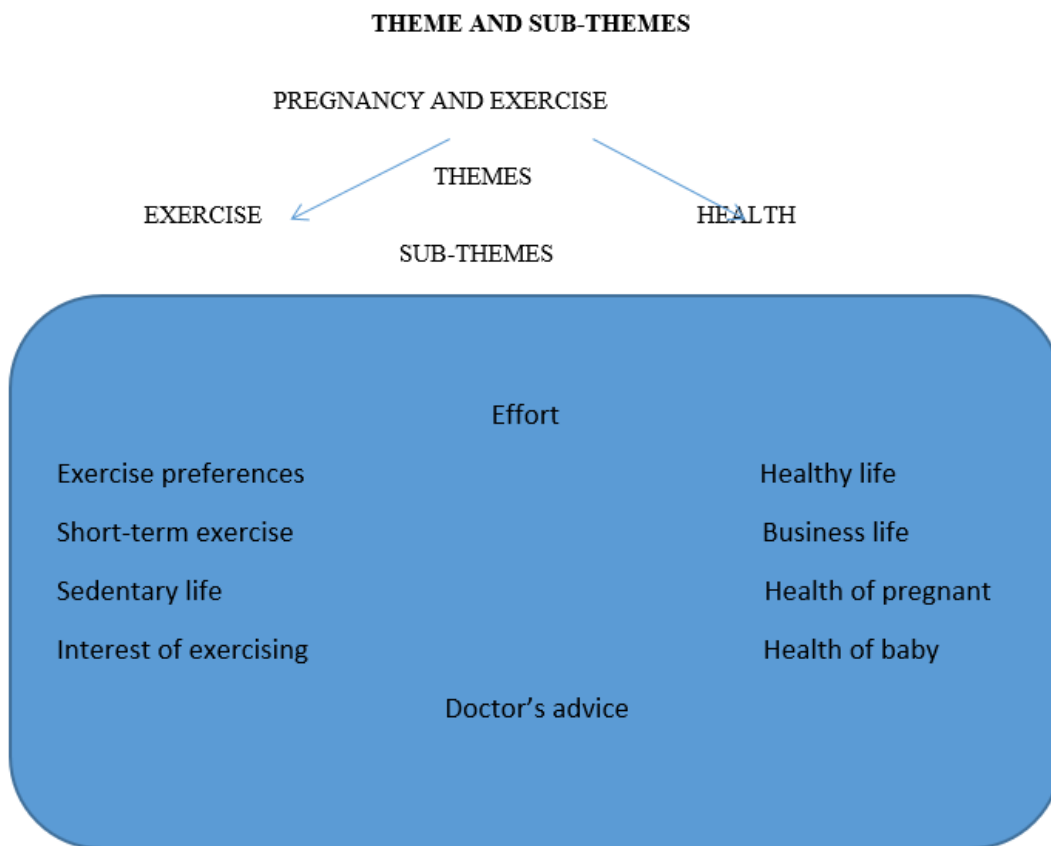 THEME AND SUB-THEMES
PREGNANCY AND EXERCISE
THEMES
EXERCISE
HEALTH
SUB-THEMES
Effort
Exercise preferences
Healthy life
Short-term exercise
Business life
Sedentary life
Health of pregnant
Interest of exercising
Health of baby
Doctor’s advice